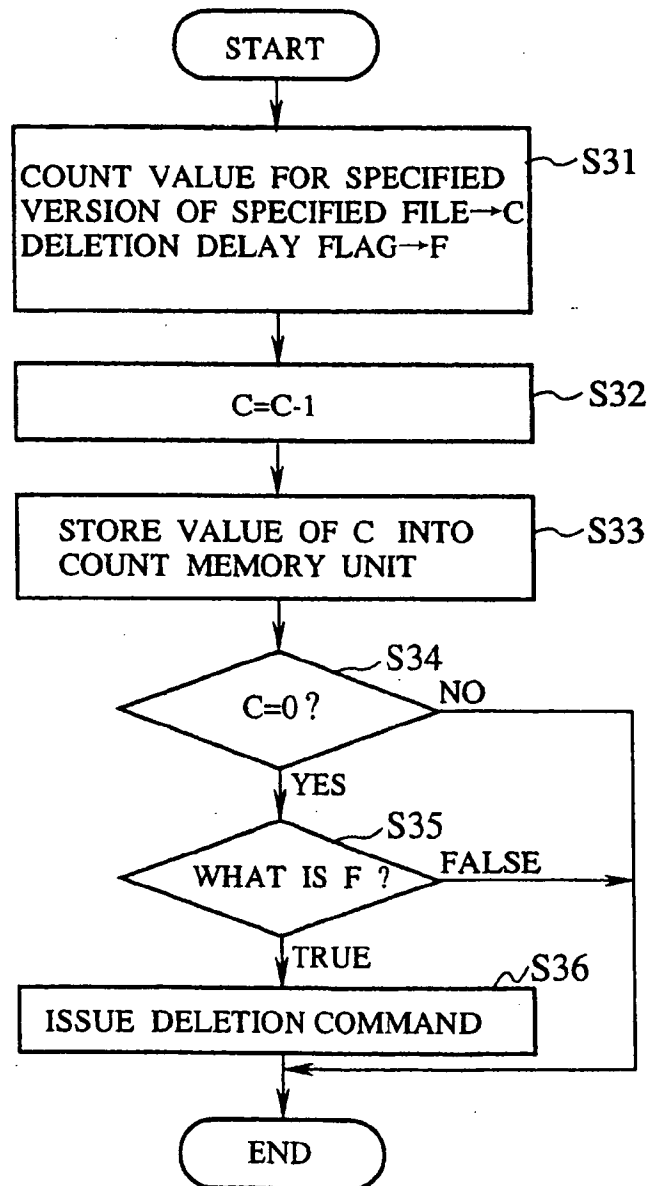 START
COUNT VALUE FOR SPECIFIED
VERSION OF SPECIFIED FILE→C
DELETION DELAY FLAG→F
S31
C=C-1
S32
STORE VALUE OF C INTO
COUNT MEMORY UNIT
S33
S34
C=0?
NO
YES
S35
WHAT IS F ?
FALSE
TRUE
S36
ISSUE DELETION COMMAND
END